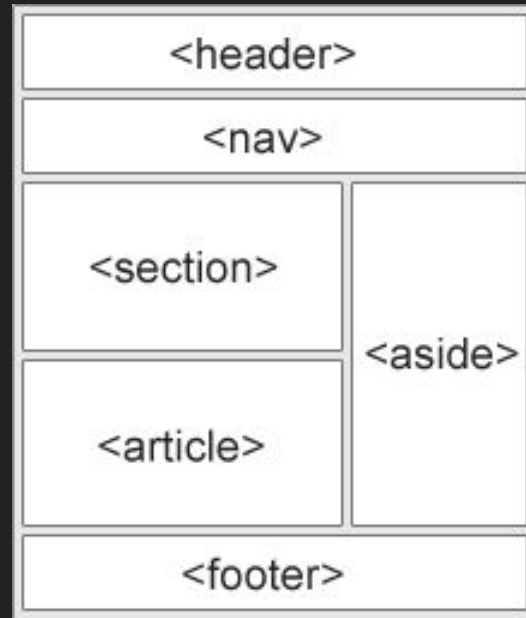 <header>
<nav>
<section>
<aside>
<article>
<footer>